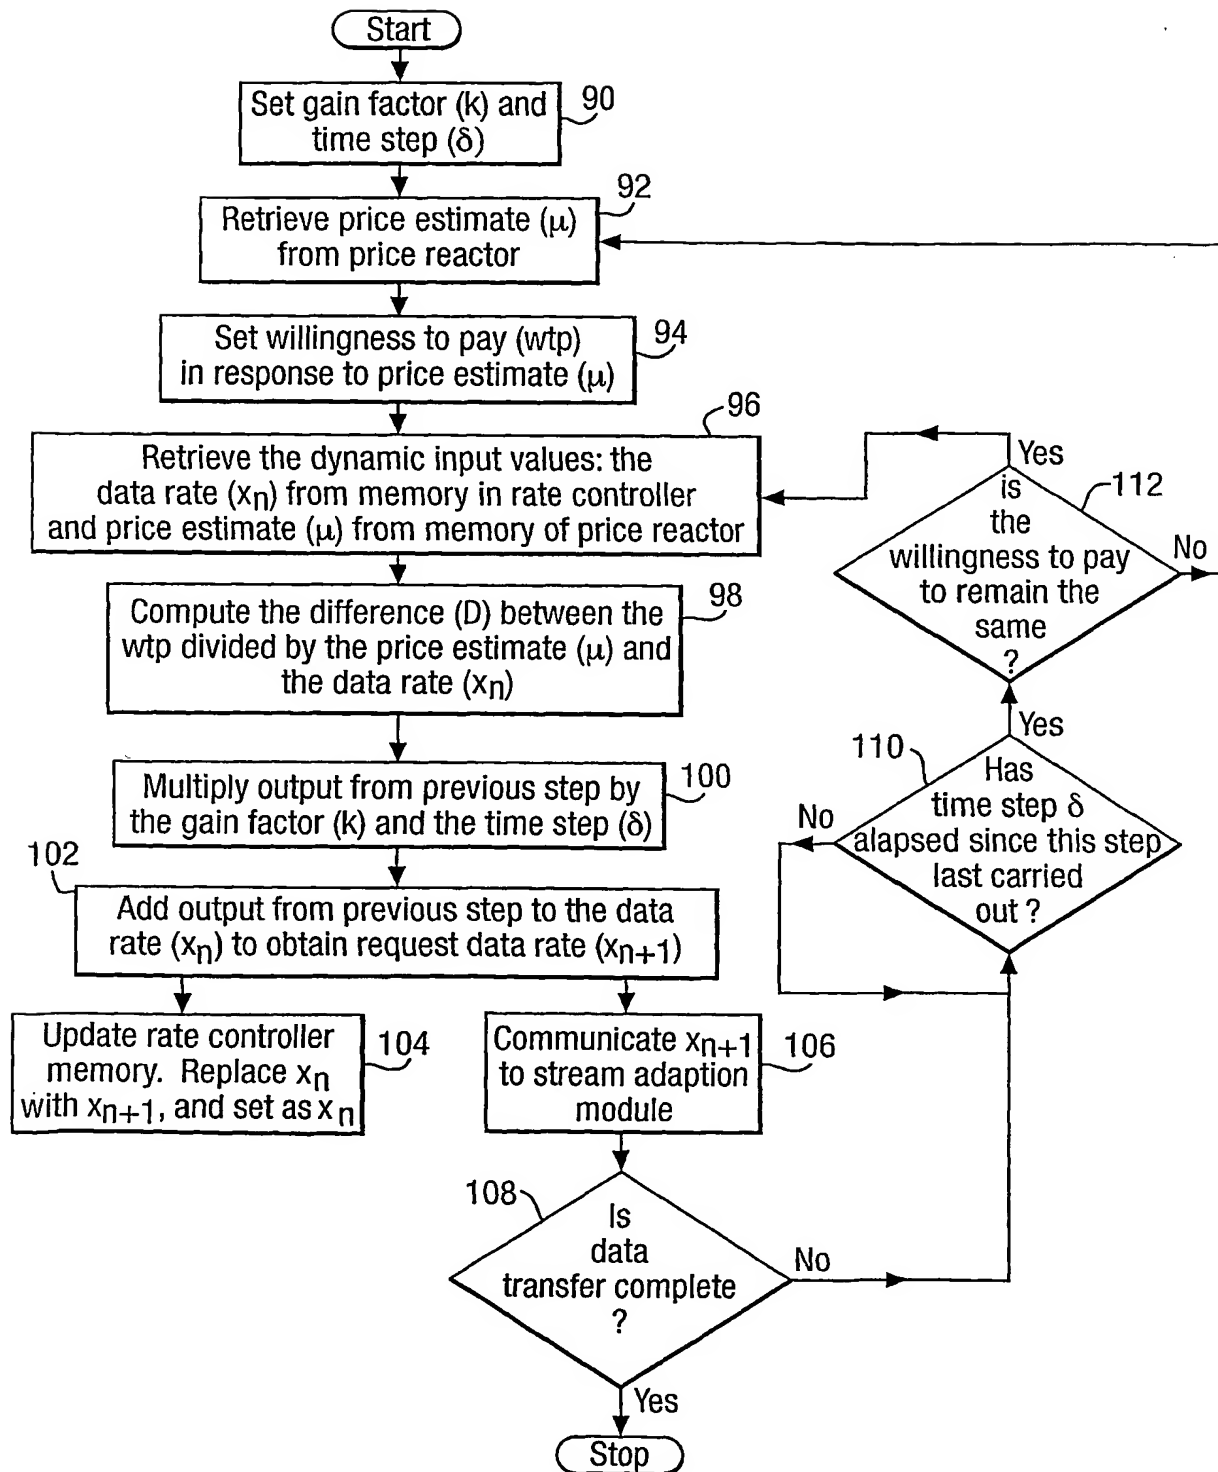 Start
Set gain factor (k) and
time step (δ)
90
Retrieve price estimate (μ)
from price reactor
92
Set willingness to pay (wtp)
in response to price estimate (μ)
94
Retrieve the dynamic input values: the
data rate (xn) from memory in rate controller
and price estimate (μ) from memory of price reactor
96
Compute the difference (D) between the
wtp divided by the price estimate (μ) and
the data rate (xn)
98
Multiply output from previous step by
the gain factor (k) and the time step (δ)
100
102
Add output from previous step to the data
rate (xn) to obtain request data rate (xn+1)
Update rate controller
memory. Replace xn
with xn+1, and set as xn
104
Communicate xn+1
to stream adaption
module
106
108
Is
data
transfer complete
?
No
Yes
Stop
110
Has
time step δ
alapsed since this step
last carried
out ?
No
Yes
112
is
the
willingness to pay
to remain the
same
?
Yes
No